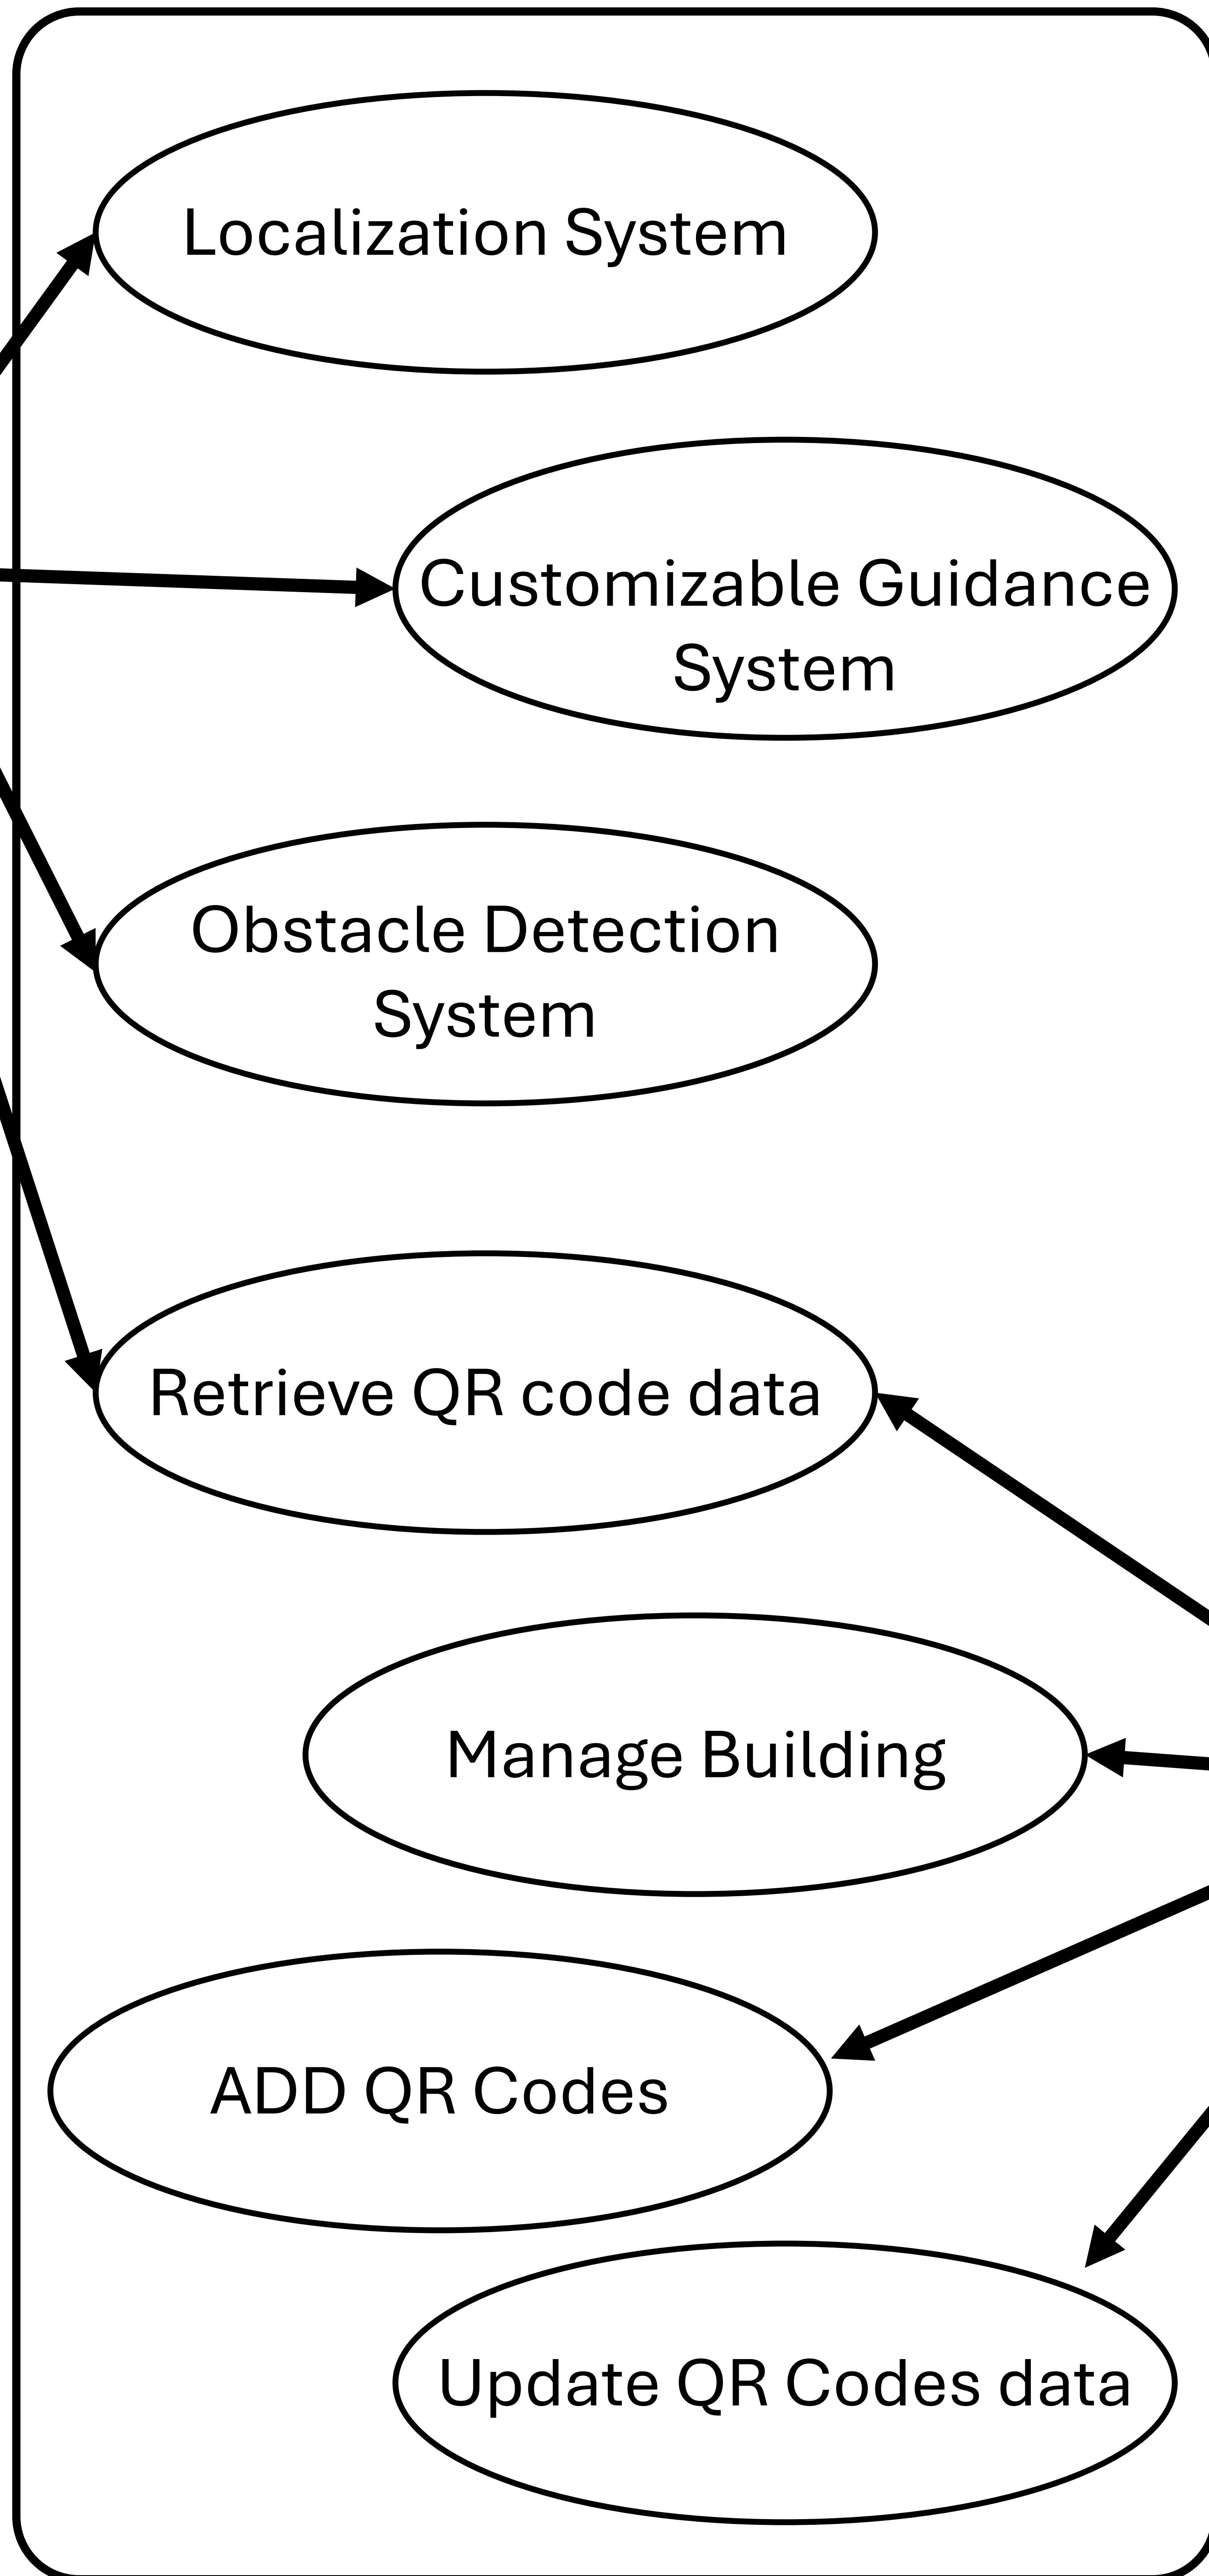 Localization System
Customizable Guidance
System
Obstacle Detection
System
Retrieve QR code data
Manage Building
ADD QR Codes
Update QR Codes data